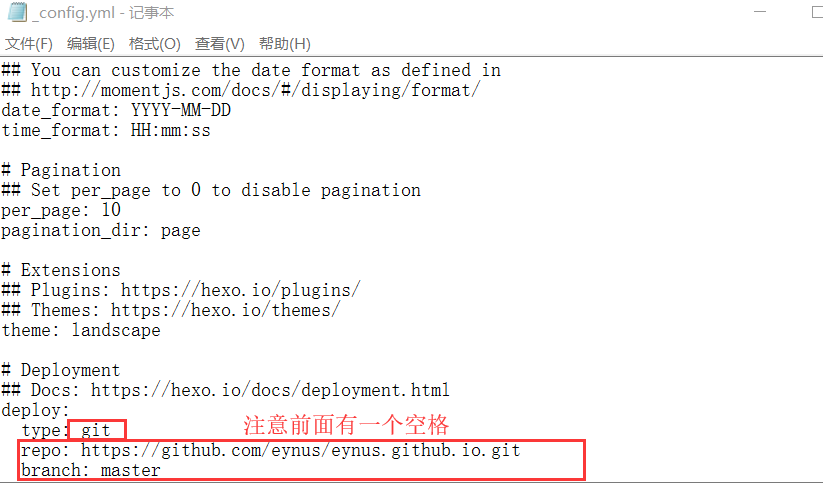 _config.yml - 记事本
文件(F) 编辑(E) 格式(O) 查看(V) 帮助(H)
## You can customize the date format as defined in
## http://momentjs.com/docs/#/displaying/format/
date_format: YYYY-MM-DD
time_format: HH:mm:ss

# Pagination
## Set per_page to 0 to disable pagination
per_page: 10
pagination_dir: page

# Extensions
## Plugins: https://hexo.io/plugins/
## Themes: https://hexo.io/themes/
theme: landscape

# Deployment
## Docs: https://hexo.io/docs/deployment.html
deploy:
注意前面有一个空格
  type: git
  repo: https://github.com/eynus/eynus.github.io.git
  branch: master